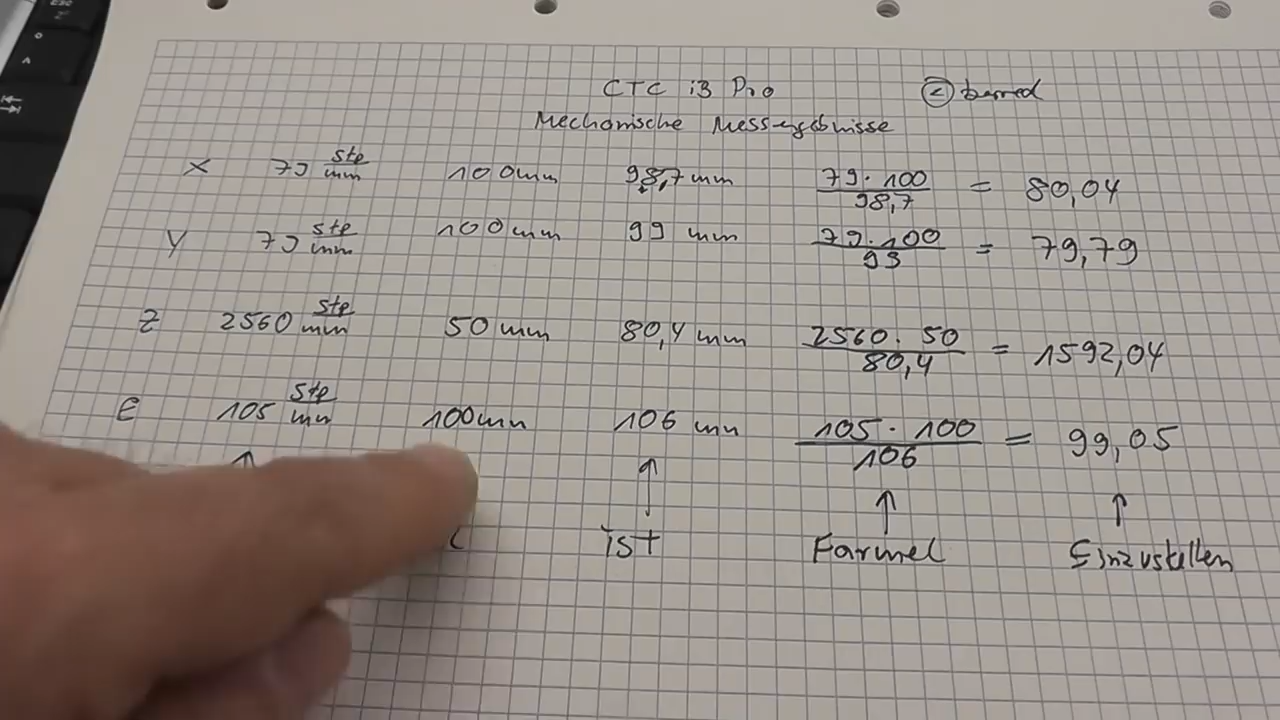 CTC i3 Pro © bernd
Mechanische Messergebnisse
X 79 Stp/mm 100mm 98,7mm 79·100/98,7 = 80,04
Y 79 Stp/mm 100mm 99 mm 79·100/99 = 79,79
Z 2560 Stp/mm 50mm 80,4mm 2560·50/80,4 = 1592,04
E 105 Stp/mm 100mm 106 mm 105·100/106 = 99,05
ist Formel Einzustellen